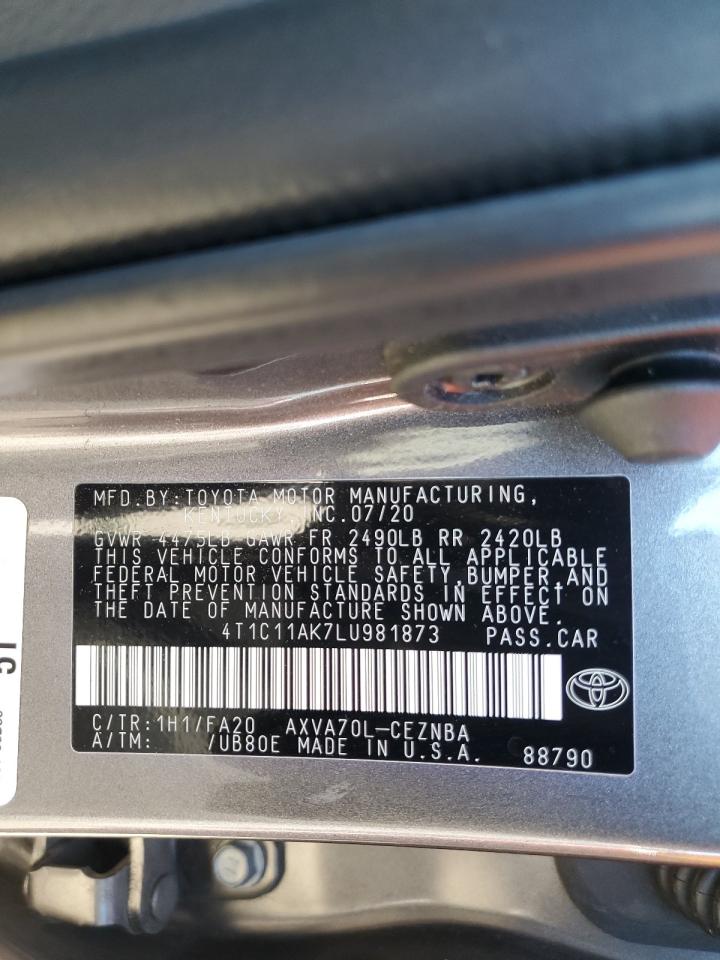 MFD. BY: TOYOTA MOTOR MANUFACTURING,
KENTUCKY, INC. 07/20
GVWR 4475LB GAWR FR 2490LB RR 2420LB
THIS VEHICLE CONFORMS TO ALL APPLICABLE
FEDERAL MOTOR VEHICLE SAFETY, BUMPER, AND
THEFT PREVENTION STANDARDS IN EFFECT ON
THE DATE OF MANUFACTURE SHOWN ABOVE.
4T1C11AK7LU981873 PASS. CAR
C/TR: 1H1/FA20 AXVA70L-CEZNBA
A/TM: /UB80E MADE IN U.S.A. 88790